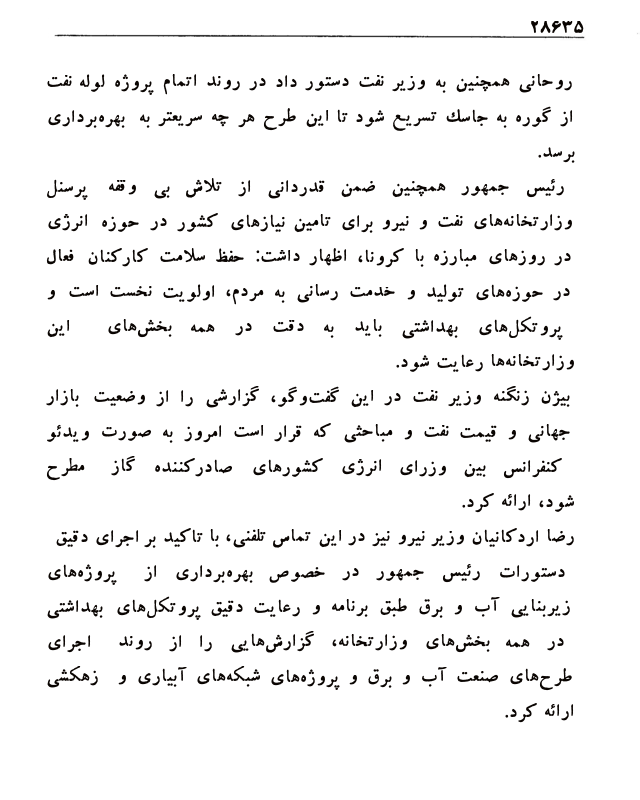 ۲۸۶۳۵
روحانی همچنین به وزیر نفت دستور داد در روند اتمام پروژه لوله نفت
از گوره به جاسك تسریع شود تا این طرح هر چه سریعتر به بهره‌برداری
برسد.
رئیس جمهور همچنین ضمن قدردانی از تلاش بی وقفه پرسنل
وزارتخانه‌های نفت و نیرو برای تامین نیازهای کشور در حوزه انرژی
در روزهای مبارزه با کرونا، اظهار داشت: حفظ سلامت کارکنان فعال
در حوزه‌های تولید و خدمت رسانی به مردم، اولویت نخست است و
پروتکل‌های بهداشتی باید به دقت در همه بخش‌های این
وزارتخانه‌ها رعایت شود.
بیژن زنگنه وزیر نفت در این گفت‌وگو، گزارشی را از وضعیت بازار
جهانی و قیمت نفت و مباحثی که قرار است امروز به صورت ویدئو
کنفرانس بین وزرای انرژی کشورهای صادرکننده گاز مطرح
شود، ارائه کرد.
رضا اردکانیان وزیر نیرو نیز در این تماس تلفنی، با تاکید بر اجرای دقیق
دستورات رئیس جمهور در خصوص بهره‌برداری از پروژه‌های
زیربنایی آب و برق طبق برنامه و رعایت دقیق پروتکل‌های بهداشتی
در همه بخش‌های وزارتخانه، گزارش‌هایی را از روند اجرای
طرح‌های صنعت آب و برق و پروژه‌های شبکه‌های آبیاری و زهکشی
ارائه کرد.